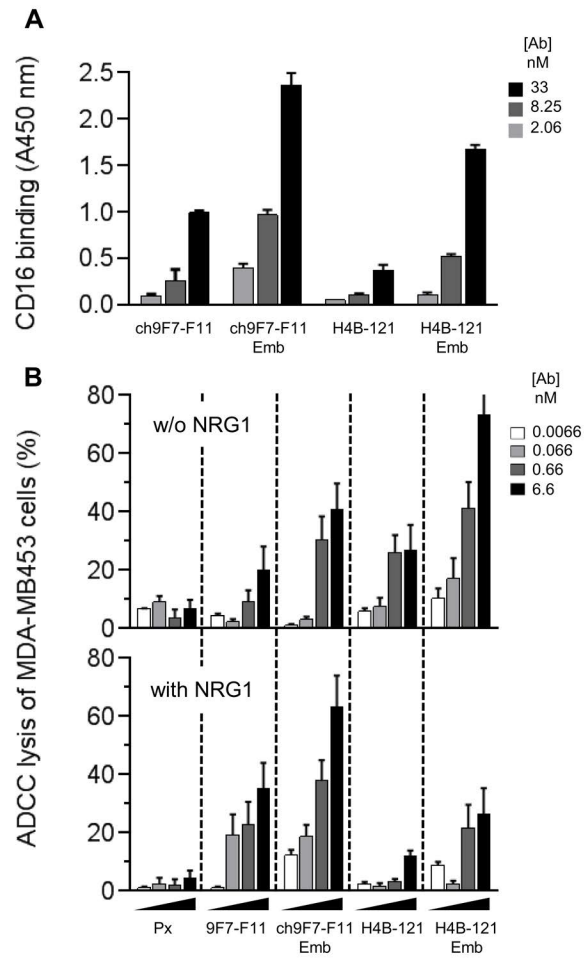 A
[Ab]
nM
33
8.25
2.06
CD16 binding (A450 nm)
2.5
2.0
1.5
1.0
0.5
0.0
ch9F7-F11
ch9F7-F11
Emb
H4B-121
H4B-121
Emb
B
[Ab]
nM
0.0066
0.066
0.66
6.6
ADCC lysis of MDA-MB453 cells (%)
w/o NRG1
80
60
40
20
0
with NRG1
80
60
40
20
0
Px
9F7-F11
ch9F7-F11
Emb
H4B-121
H4B-121
Emb